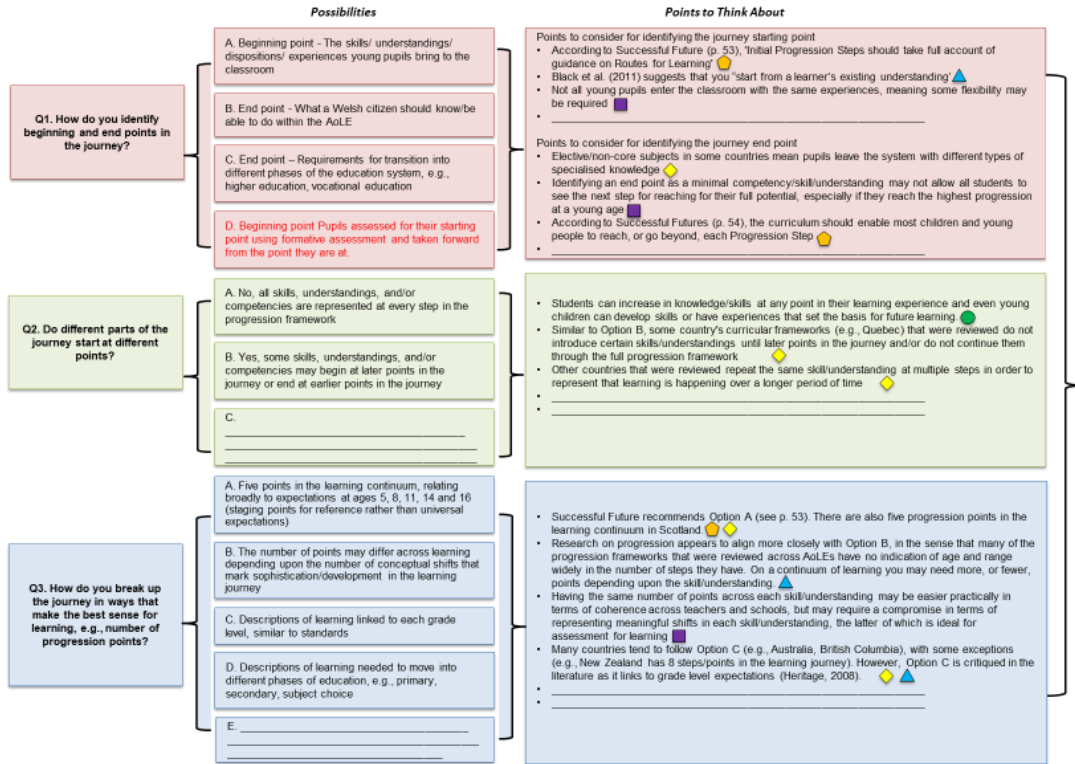 Possibilities
Points to Think About
Q1. How do you identify
beginning and end points in
the journey?
A. Beginning point - The skills/ understandings/
dispositions/ experiences young pupils bring to the
classroom
B. End point - What a Welsh citizen should know/be
able to do within the AoLE
C. End point – Requirements for transition into
different phases of the education system, e.g.,
higher education, vocational education
D. Beginning point Pupils assessed for their starting
point using formative assessment and taken forward
from the point they are at.
Points to consider for identifying the journey starting point
• According to Successful Future (p. 53), 'Initial Progression Steps should take full account of
guidance on Routes for Learning'
• Black et al. (2011) suggests that you "start from a learner's existing understanding'
• Not all young pupils enter the classroom with the same experiences, meaning some flexibility may
be required
• ____________________
Points to consider for identifying the journey end point
• Elective/non-core subjects in some countries mean pupils leave the system with different types of
specialised knowledge
• Identifying an end point as a minimal competency/skill/understanding may not allow all students to
see the next step for reaching for their full potential, especially if they reach the highest progression
at a young age
• According to Successful Futures (p. 54), the curriculum should enable most children and young
people to reach, or go beyond, each Progression Step
• ____________________
Q2. Do different parts of the
journey start at different
points?
A. No, all skills, understandings, and/or
competencies are represented at every step in the
progression framework
B. Yes, some skills, understandings, and/or
competencies may begin at later points in the
journey or end at earlier points in the journey
C.
____________________
____________________
____________________
• Students can increase in knowledge/skills at any point in their learning experience and even young
children can develop skills or have experiences that set the basis for future learning.
• Similar to Option B, some country's curricular frameworks (e.g., Quebec) that were reviewed do not
introduce certain skills/understandings until later points in the journey and/or do not continue them
through the full progression framework
• Other countries that were reviewed repeat the same skill/understanding at multiple steps in order to
represent that learning is happening over a longer period of time
• ____________________
• ____________________
Q3. How do you break up
the journey in ways that
make the best sense for
learning, e.g., number of
progression points?
A. Five points in the learning continuum, relating
broadly to expectations at ages 5, 8, 11, 14 and 16
(staging points for reference rather than universal
expectations)
B. The number of points may differ across learning
depending upon the number of conceptual shifts that
mark sophistication/development in the learning
journey
C. Descriptions of learning linked to each grade
level, similar to standards
D. Descriptions of learning needed to move into
different phases of education, e.g., primary,
secondary, subject choice
E. ____________________
____________________
____________________
• Successful Future recommends Option A (see p. 53). There are also five progression points in the
learning continuum in Scotland
• Research on progression appears to align more closely with Option B, in the sense that many of the
progression frameworks that were reviewed across AoLEs have no indication of age and range
widely in the number of steps they have. On a continuum of learning you may need more, or fewer,
points depending upon the skill/understanding.
• Having the same number of points across each skill/understanding may be easier practically in
terms of coherence across teachers and schools, but may require a compromise in terms of
representing meaningful shifts in each skill/understanding, the latter of which is ideal for
assessment for learning
• Many countries tend to follow Option C (e.g., Australia, British Columbia), with some exceptions
(e.g., New Zealand has 8 steps/points in the learning journey). However, Option C is critiqued in the
literature as it links to grade level expectations (Heritage, 2008).
• ____________________
• ____________________